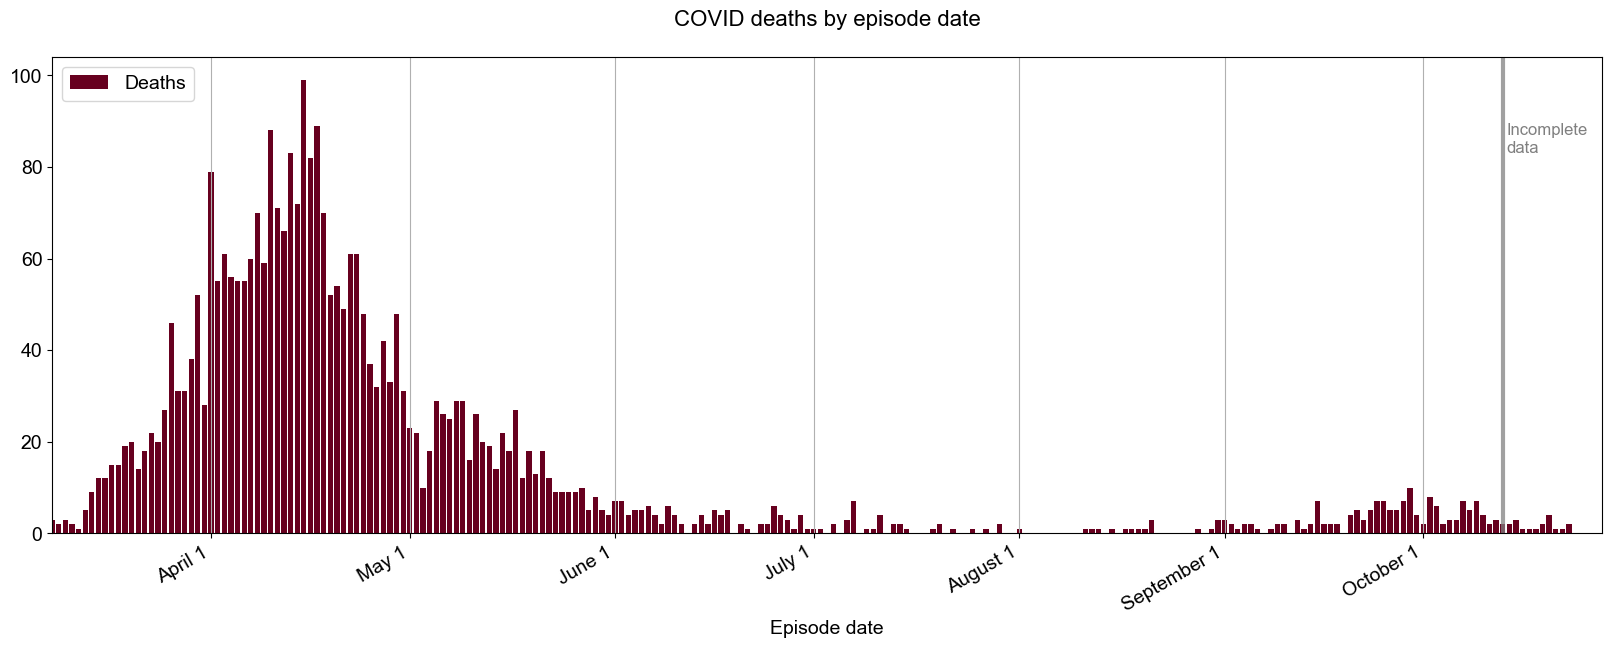 COVID deaths by episode date
Deaths
100
80
60
40
20
0
Incomplete
data
April 1
May 1
June 1
July 1
August 1
September 1
October 1
Episode date